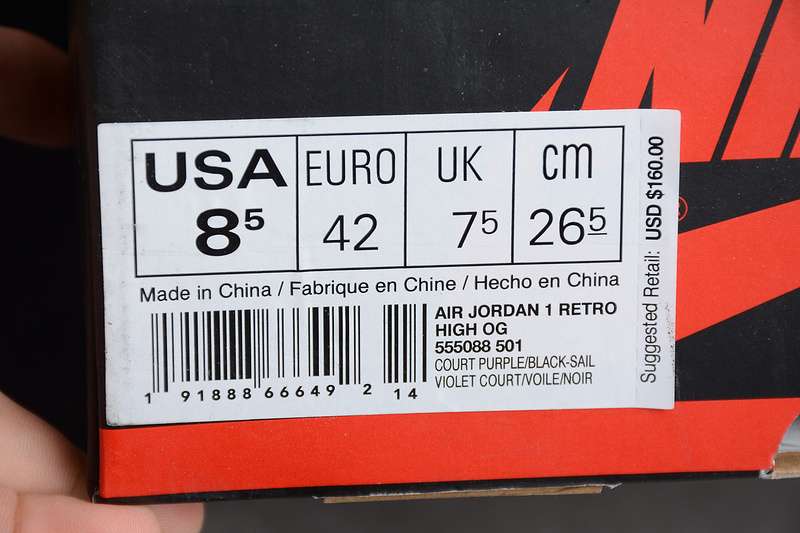 USA EURO UK cm
8⁵ 42 7⁵ 26⁵
Made in China / Fabrique en Chine / Hecho en China
AIR JORDAN 1 RETRO
HIGH OG
555088 501
COURT PURPLE/BLACK-SAIL
VIOLET COURT/VOILE/NOIR
1 91888 66649 2 14
Suggested Retail: USD $160.00
®